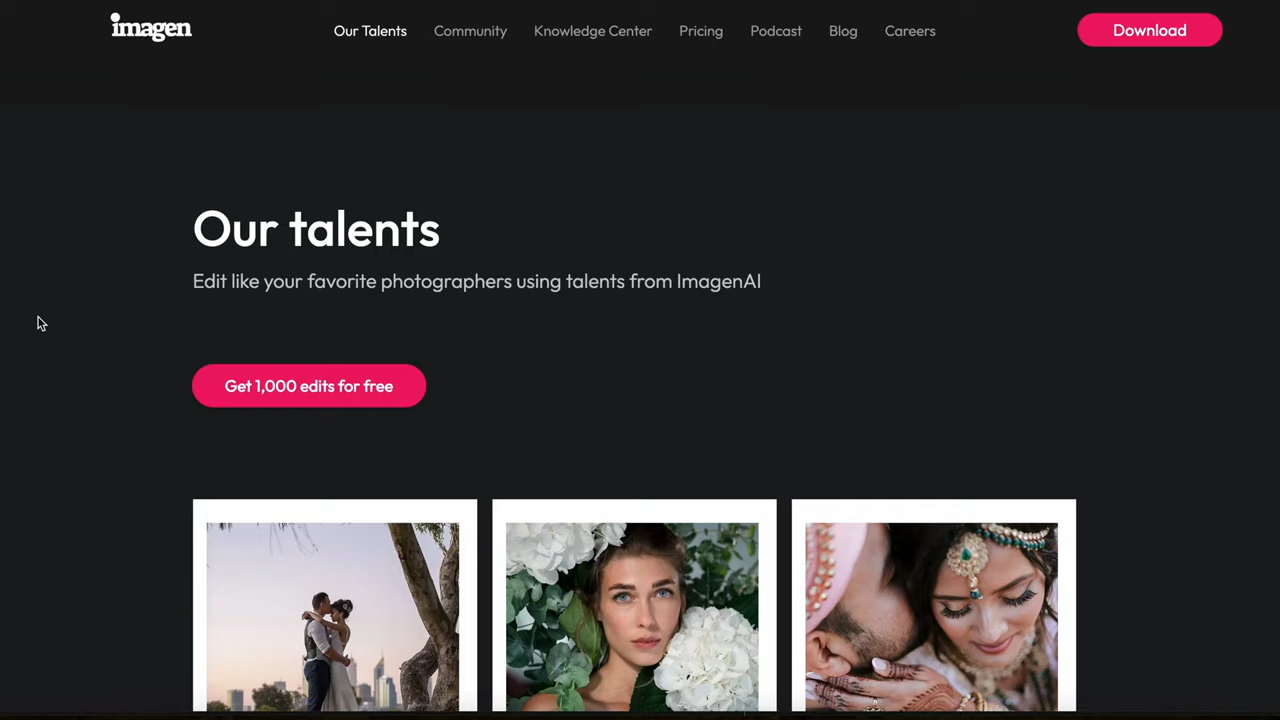 imagen
Our Talents
Community
Knowledge Center
Pricing
Podcast
Blog
Careers
Download
Our talents
Edit like your favorite photographers using talents from ImagenAI
Get 1,000 edits for free